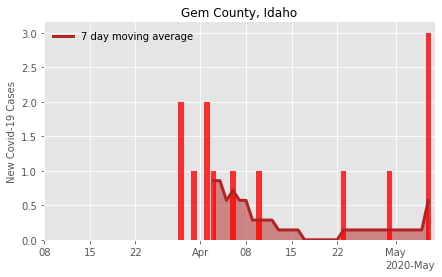 Gem County, Idaho
7 day moving average
New Covid-19 Cases
3.0
2.5
2.0
1.5
1.0
0.5
0.0
08 15 22 Apr 08 15 22 May
2020-May